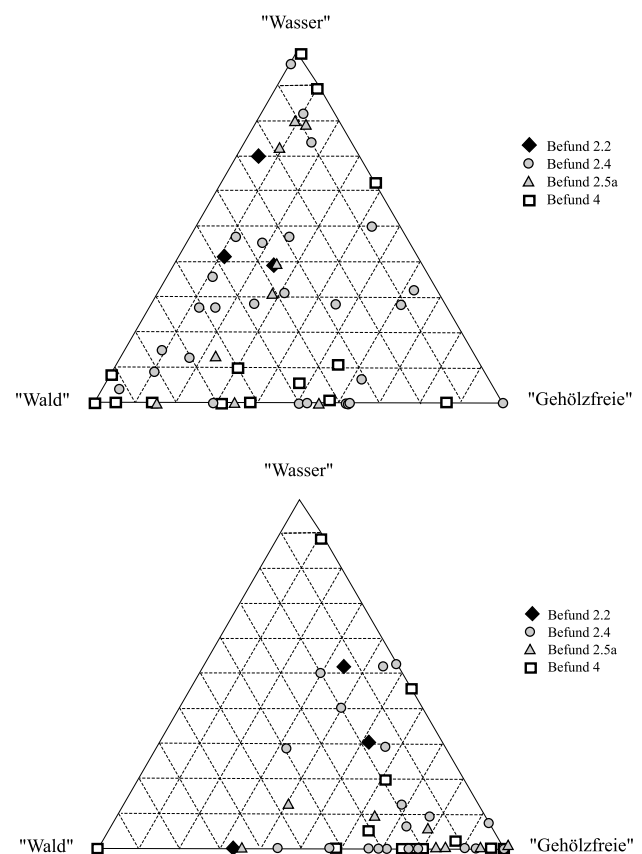 "Wasser"
Befund 2.2
Befund 2.4
Befund 2.5a
Befund 4
"Wald"
"Gehölzfreie"
"Wasser"
Befund 2.2
Befund 2.4
Befund 2.5a
Befund 4
"Wald"
"Gehölzfreie"